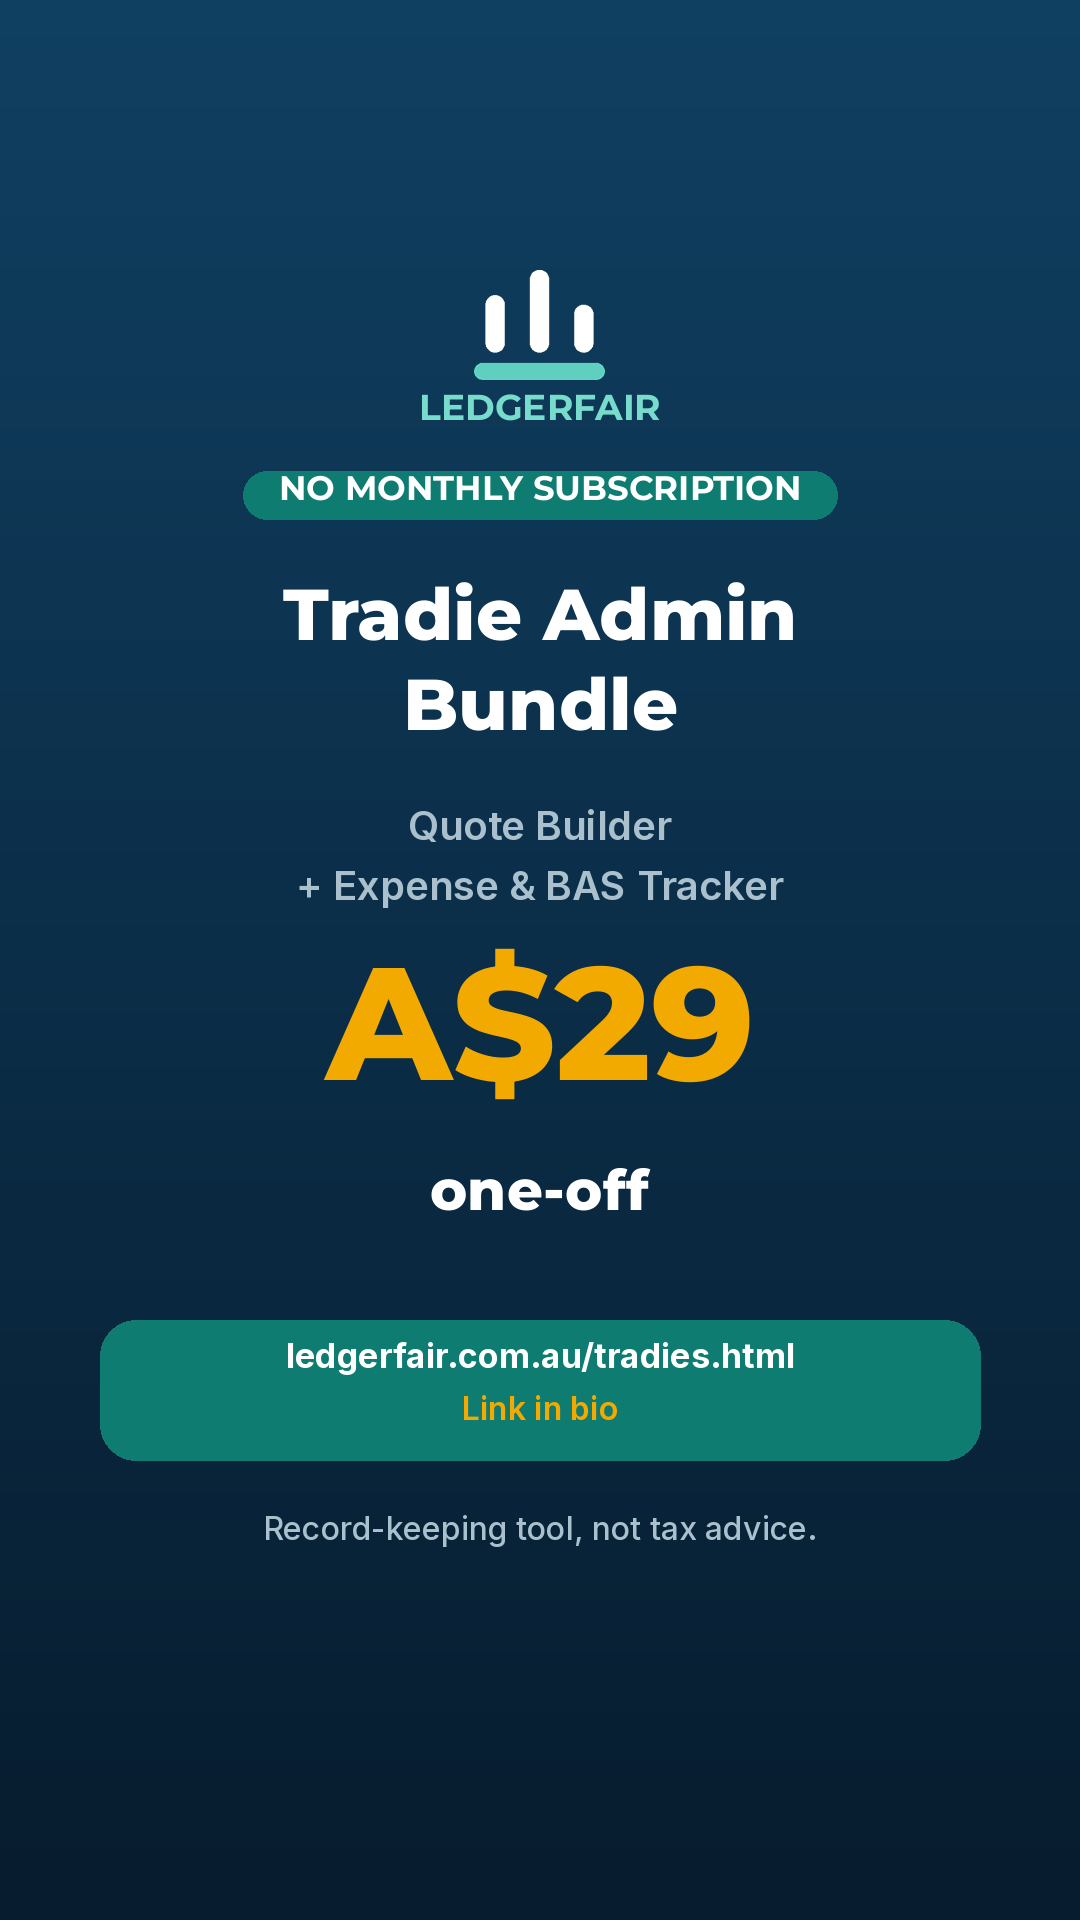 LEDGERFAIR
NO MONTHLY SUBSCRIPTION
Tradie Admin
Bundle
Quote Builder
+ Expense & BAS Tracker
A$29
one-off
ledgerfair.com.au/tradies.html
Link in bio
Record-keeping tool, not tax advice.